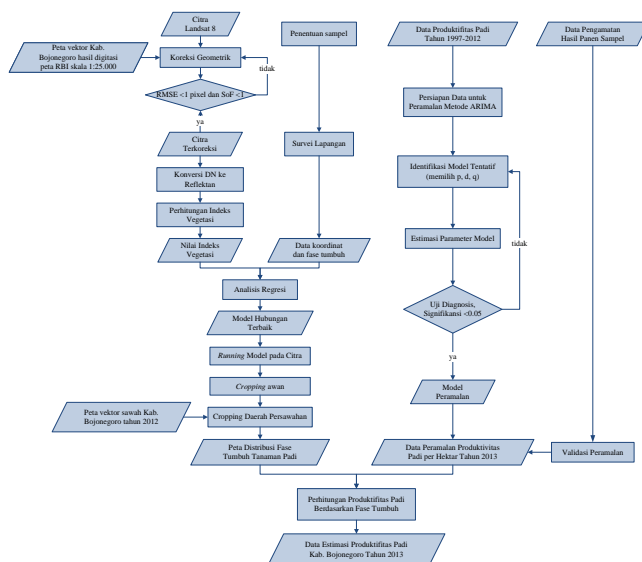 Citra
Landsat 8
Penentuan sampel
Data Produktifitas Padi
Tahun 1997-2012
Data Pengamatan
Hasil Panen Sampel
Peta vektor Kab.
Bojonegoro hasil digitasi
peta RBI skala 1:25.000
Koreksi Geometrik
tidak
RMSE <1 pixel dan SoF <1
ya
Persiapan Data untuk
Peramalan Metode ARIMA
Citra
Terkoreksi
Survei Lapangan
Identifikasi Model Tentatif
(memilih p, d, q)
Konversi DN ke
Reflektan
Perhitungan Indeks
Vegetasi
Nilai Indeks
Vegetasi
Data koordinat
dan fase tumbuh
Estimasi Parameter Model
tidak
Analisis Regresi
Uji Diagnosis,
Signifikansi <0.05
Model Hubungan
Terbaik
ya
Running Model pada Citra
Cropping awan
Model
Peramalan
Peta vektor sawah Kab.
Bojonegoro tahun 2012
Cropping Daerah Persawahan
Peta Distribusi Fase
Tumbuh Tanaman Padi
Data Peramalan Produktivitas
Padi per Hektar Tahun 2013
Validasi Peramalan
Perhitungan Produktifitas Padi
Berdasarkan Fase Tumbuh
Data Estimasi Produktifitas Padi
Kab. Bojonegoro Tahun 2013